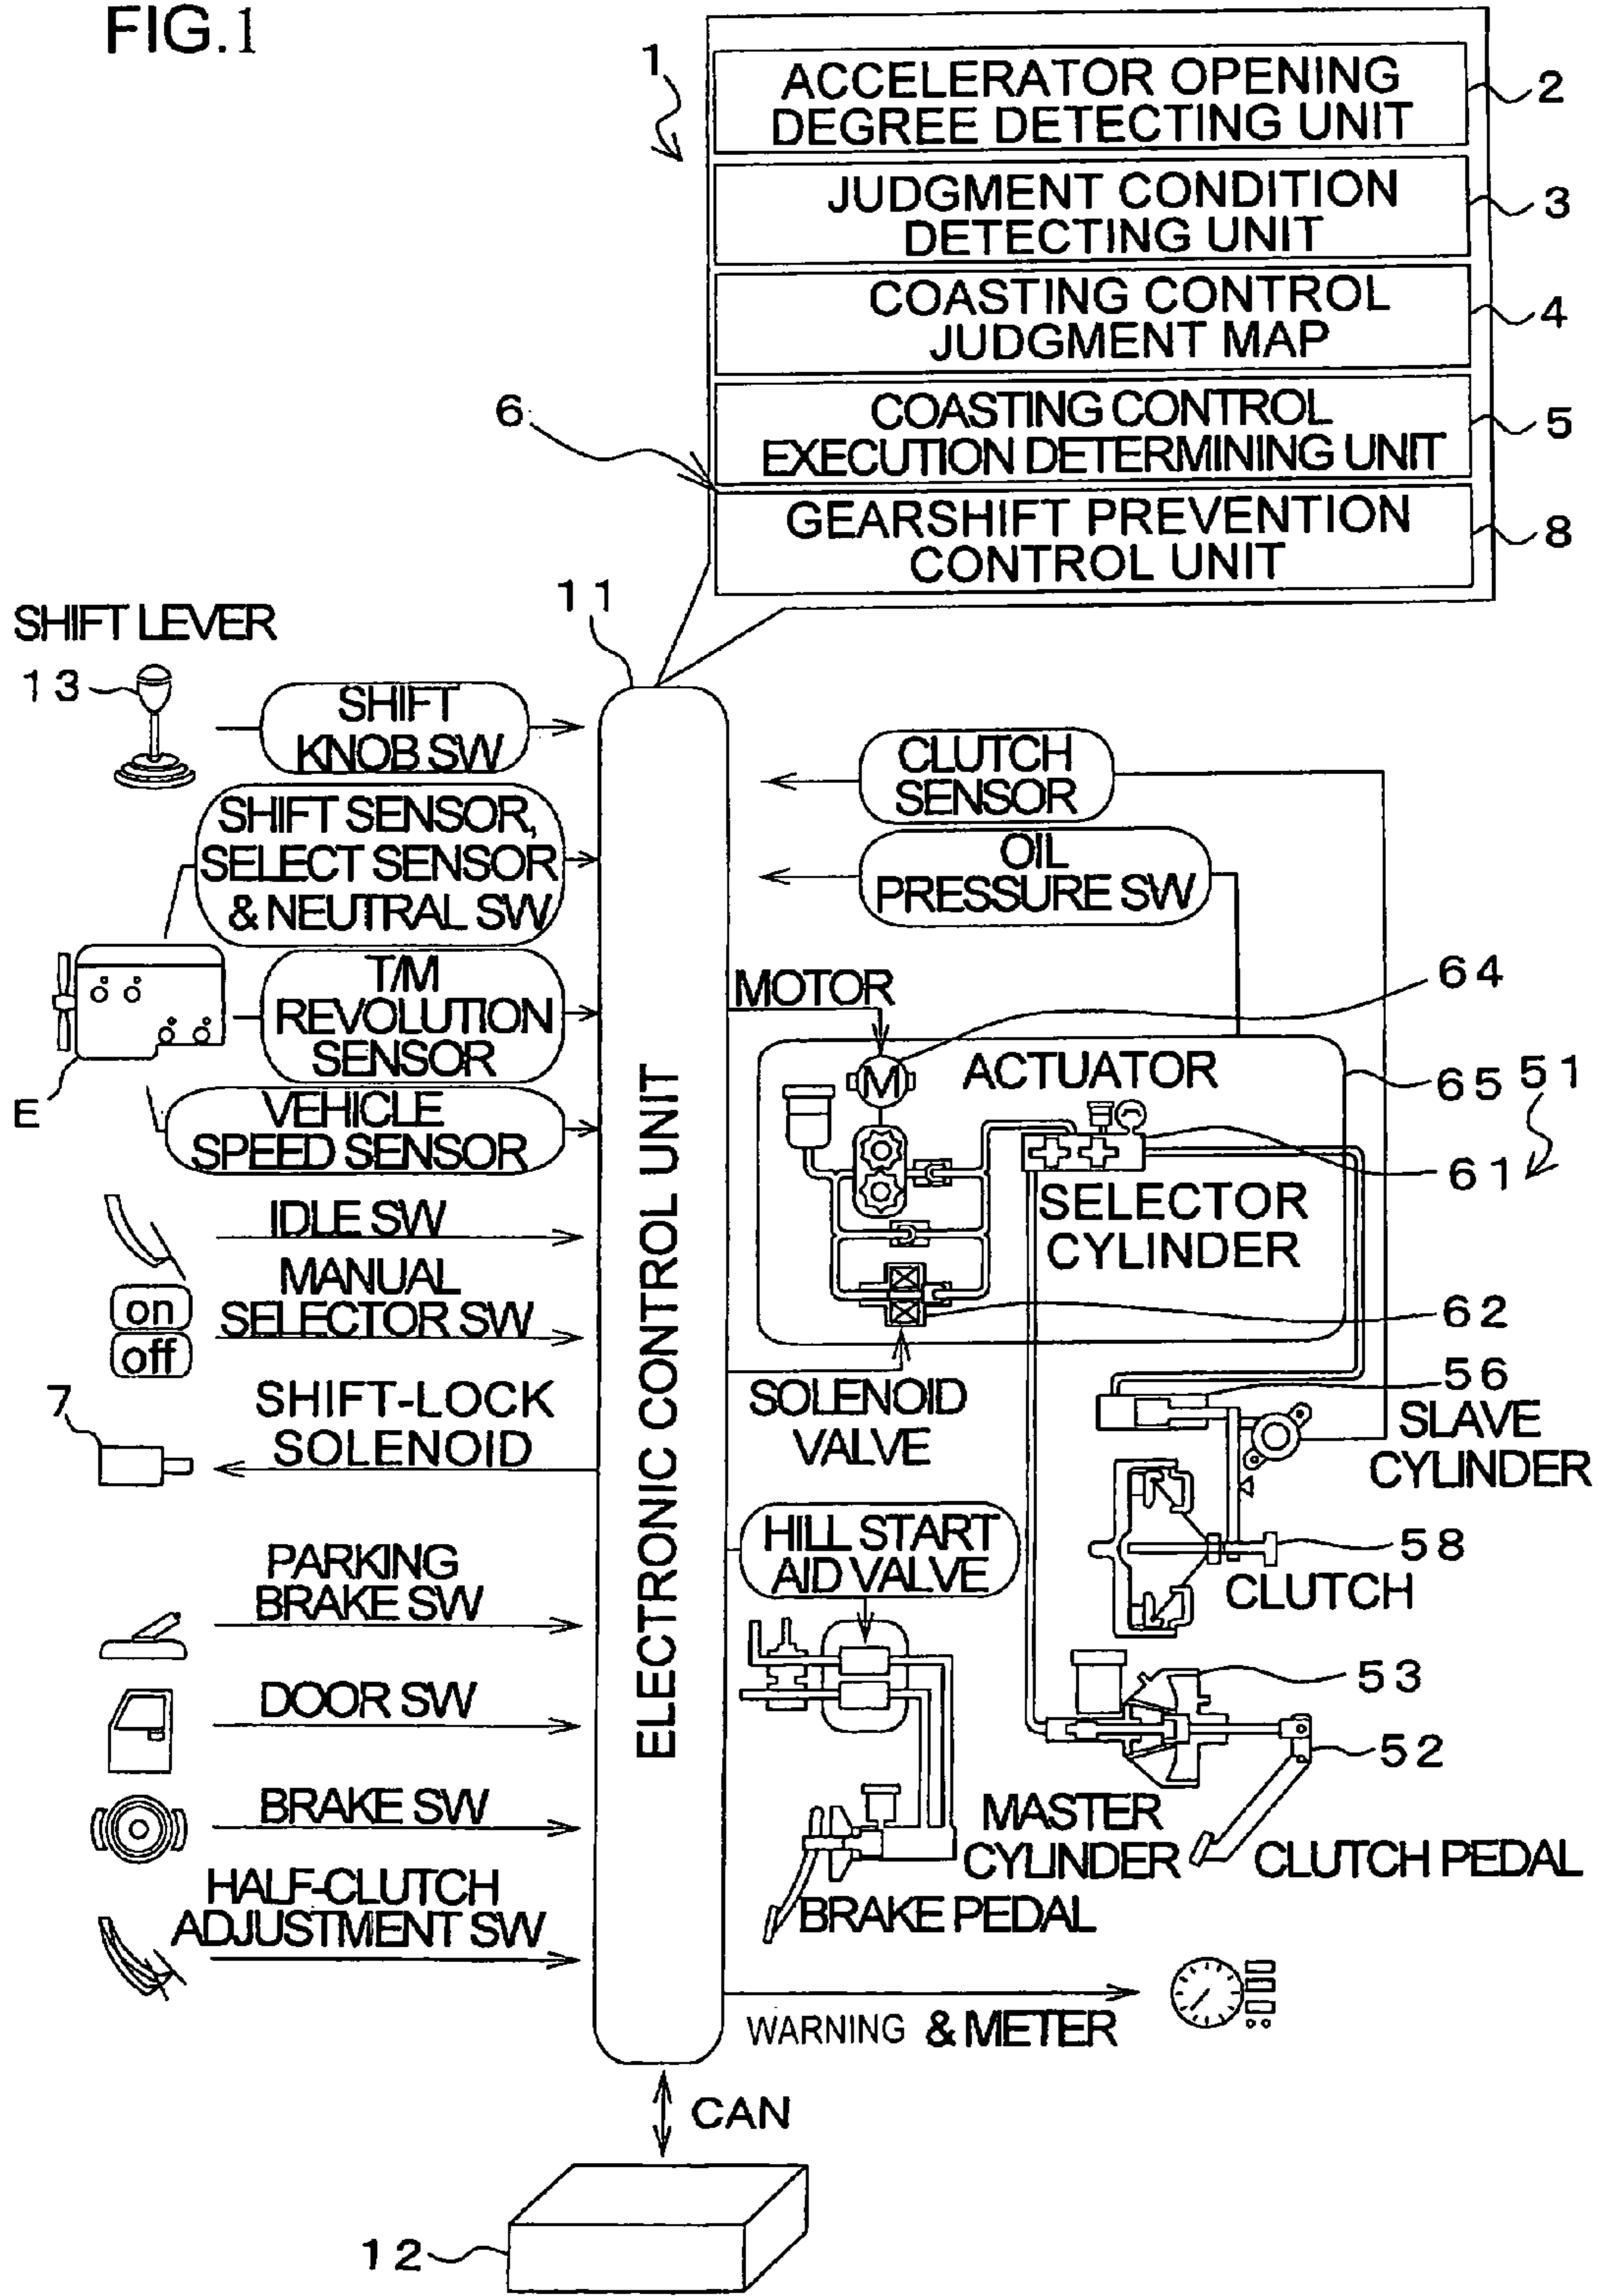 FIG.1
1
ACCELERATOR OPENING
DEGREE DETECTING UNIT
2
JUDGMENT CONDITION
DETECTING UNIT
3
COASTING CONTROL
JUDGMENT MAP
4
COASTING CONTROL
EXECUTION DETERMINING UNIT
5
6
GEARSHIFT PREVENTION
CONTROL UNIT
8
11
SHIFT LEVER
13
SHIFT
KNOB SW
SHIFT SENSOR,
SELECT SENSOR
& NEUTRAL SW
T/M
REVOLUTION
SENSOR
E
VEHICLE
SPEED SENSOR
IDLE SW
MANUAL
SELECTOR SW
on
off
7
SHIFT-LOCK
SOLENOID
PARKING
BRAKE SW
DOOR SW
BRAKE SW
HALF-CLUTCH
ADJUSTMENT SW
ELECTRONIC CONTROL UNIT
CLUTCH
SENSOR
OIL
PRESSURE SW
MOTOR
64
M
ACTUATOR
65
51
61
SELECTOR
CYLINDER
62
SOLENOID
VALVE
56
SLAVE
CYLINDER
HILL START
AID VALVE
58
CLUTCH
53
52
MASTER
CYLINDER
CLUTCH PEDAL
BRAKE PEDAL
WARNING & METER
CAN
12